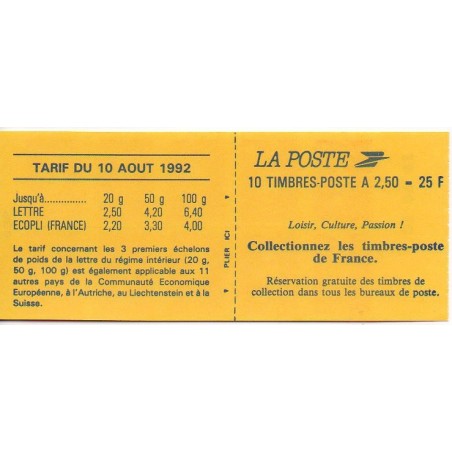 TARIF DU 10 AOUT 1992
Jusqu'à............... 20 g 50 g 100 g
LETTRE 2,50 4,20 6,40
ECOPLI (FRANCE) 2,20 3,30 4,00
Le tarif concernant les 3 premiers échelons
de poids de la lettre du régime intérieur (20 g,
50 g, 100 g) est également applicable aux 11
autres pays de la Communauté Economique
Européenne, à l'Autriche, au Liechtenstein et à la
Suisse.
PLIER ICI
LA POSTE
10 TIMBRES-POSTE A 2,50 = 25 F
Loisir, Culture, Passion !
Collectionnez les timbres-poste
de France.
Réservation gratuite des timbres de
collection dans tous les bureaux de poste.